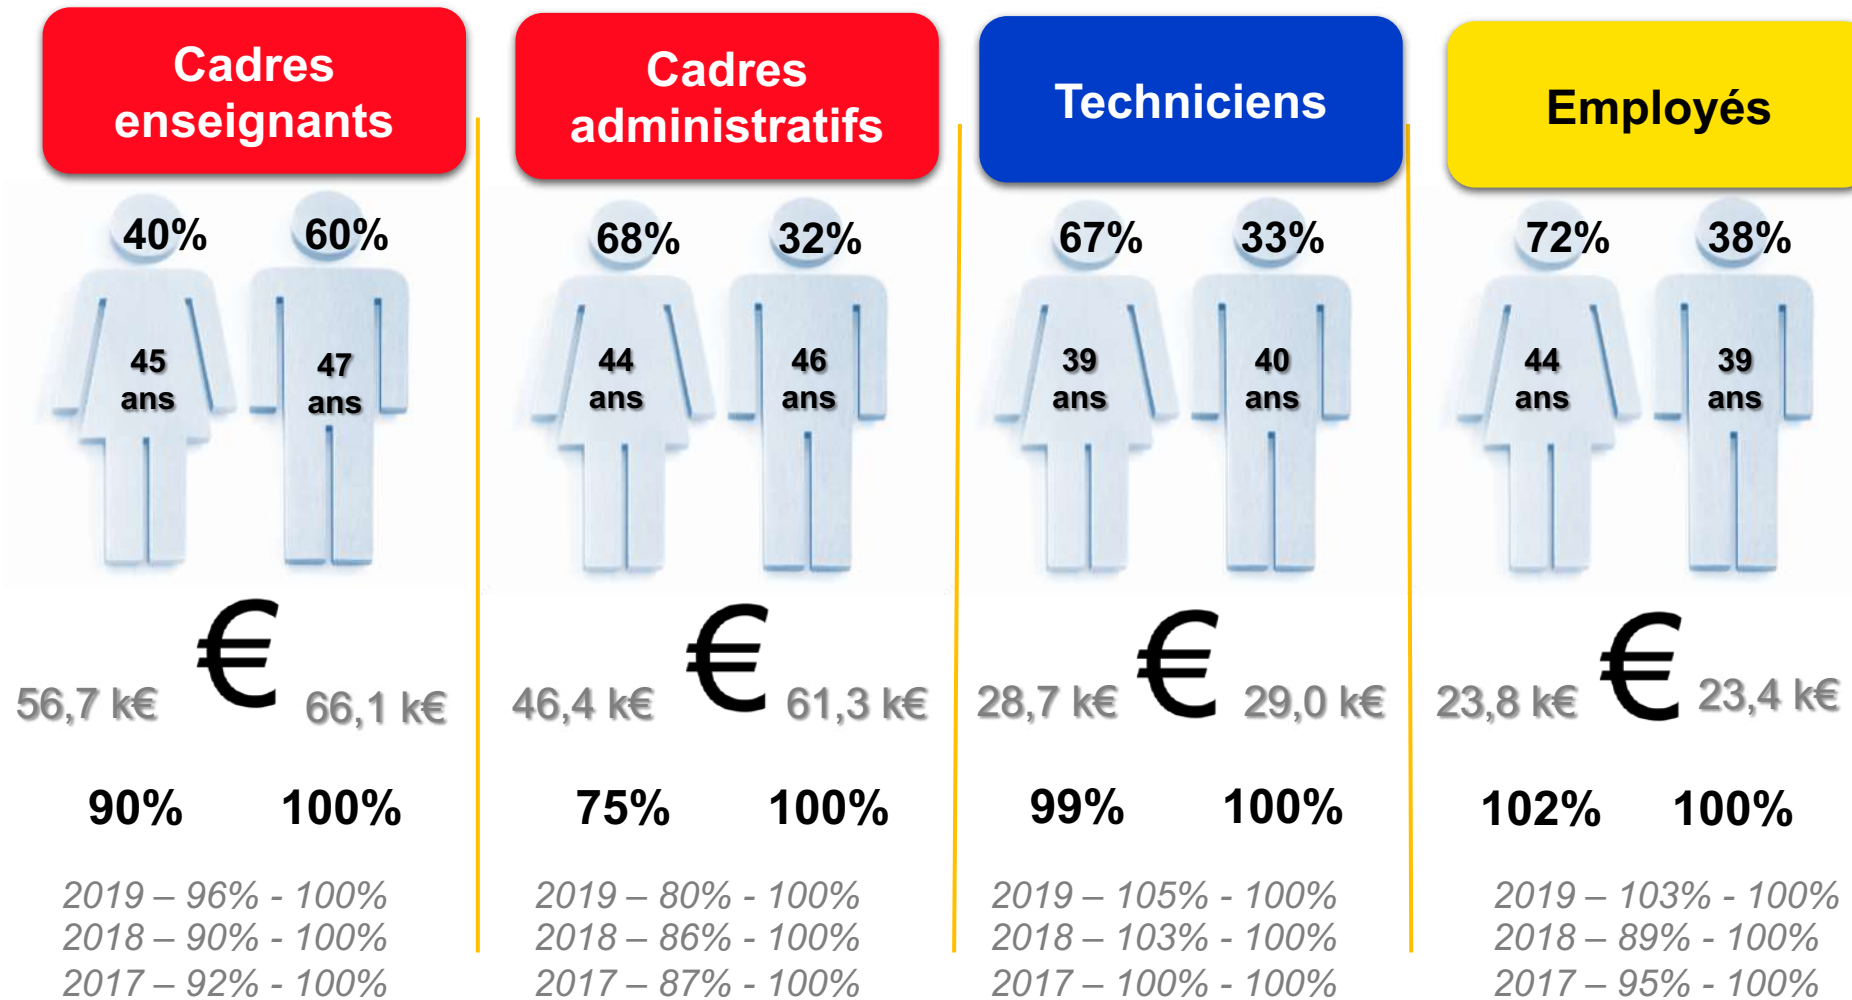 Cadres
enseignants
40%
60%
45
ans
47
ans
€
56,7 k€
66,1 k€
90%
100%
2019 – 96% - 100%
2018 – 90% - 100%
2017 – 92% - 100%
Cadres
administratifs
68%
32%
44
ans
46
ans
€
46,4 k€
61,3 k€
75%
100%
2019 – 80% - 100%
2018 – 86% - 100%
2017 – 87% - 100%
Techniciens
67%
33%
39
ans
40
ans
€
28,7 k€
29,0 k€
99%
100%
2019 – 105% - 100%
2018 – 103% - 100%
2017 – 100% - 100%
Employés
72%
38%
44
ans
39
ans
€
23,8 k€
23,4 k€
102%
100%
2019 – 103% - 100%
2018 – 89% - 100%
2017 – 95% - 100%